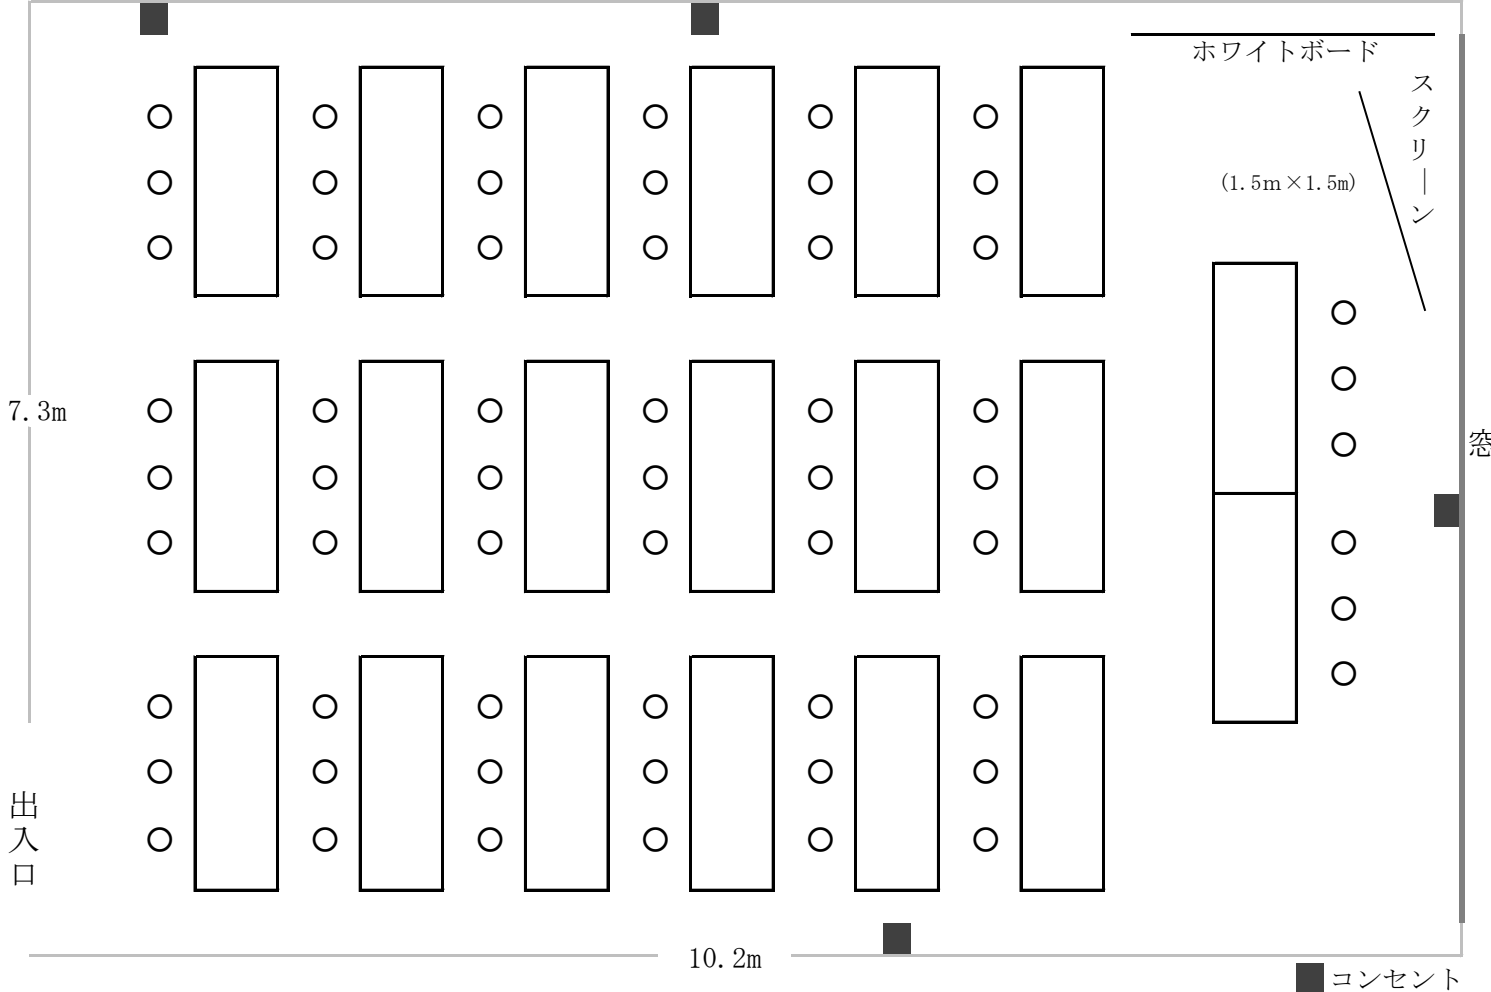 ホワイトボード
スクリーン
(1.5m×1.5m)
7.3m
窓
出入口
10.2m
コンセント